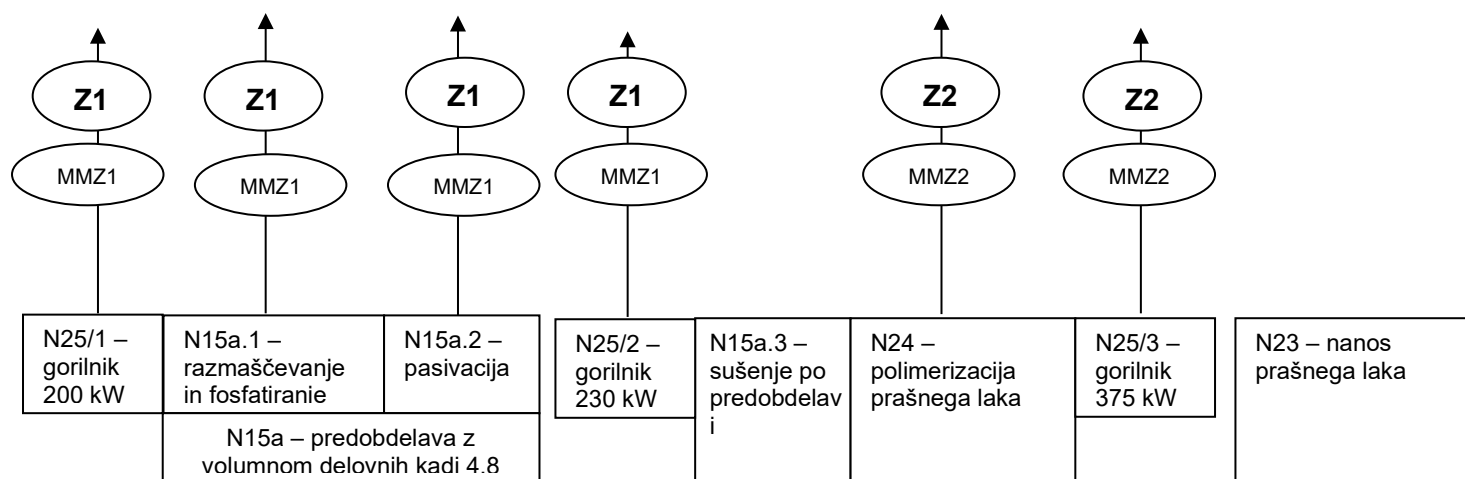 Z1
Z1
Z1
Z1
Z2
Z2
MMZ1
MMZ1
MMZ1
MMZ1
MMZ2
MMZ2
N25/1 –
gorilnik
200 kW
N15a.1 –
razmaščevanje
in fosfatiranje
N15a.2 –
pasivacija
N25/2 –
gorilnik
230 kW
N15a.3 –
sušenje po
predobdelav
i
N24 –
polimerizacija
prašnega laka
N25/3 –
gorilnik
375 kW
N23 – nanos
prašnega laka
N15a – predobdelava z
volumnom delovnih kadi 4.8